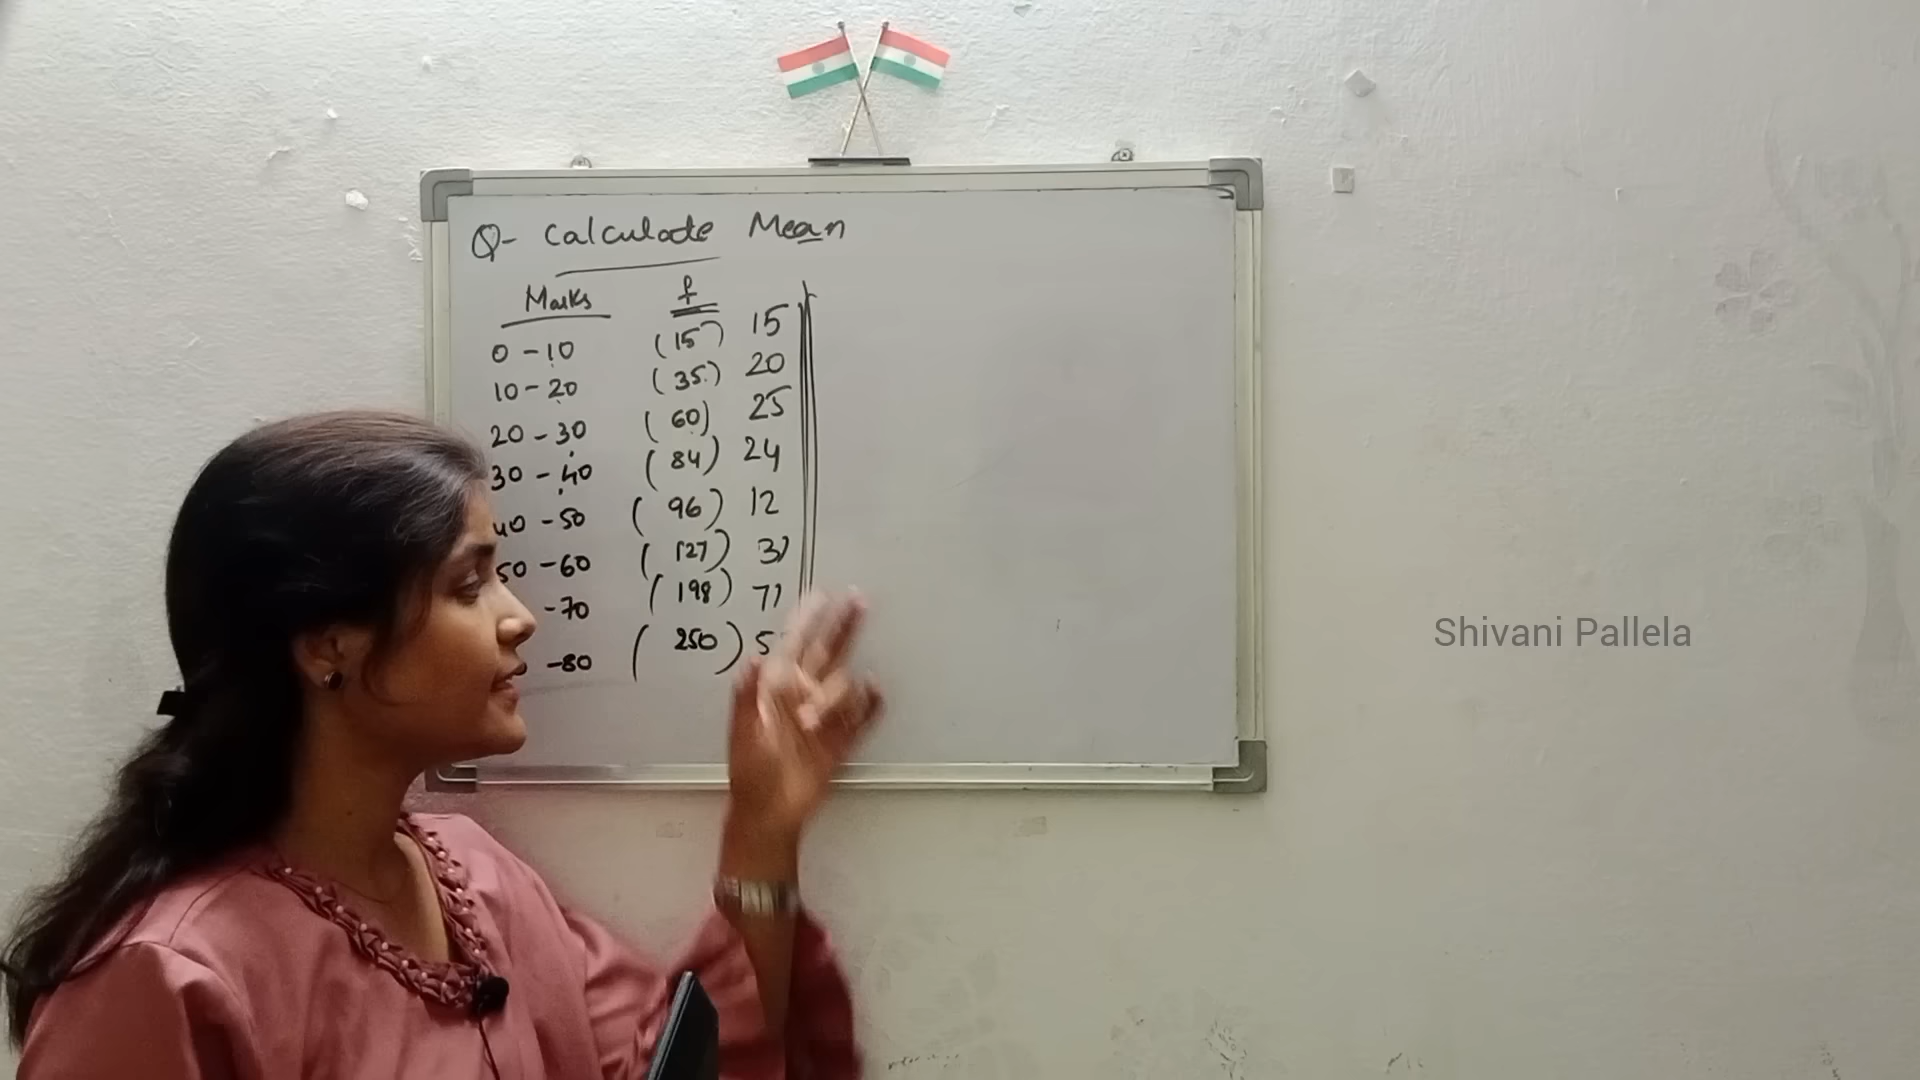 Q- Calculate Mean
Marks f
0 - 10 (15) 15
10 - 20 (35) 20
20 - 30 (60) 25
30 - 40 (84) 24
40 - 50 (96) 12
50 - 60 (127) 31
- 70 (198) 71
- 80 (250) 5
Shivani Pallela